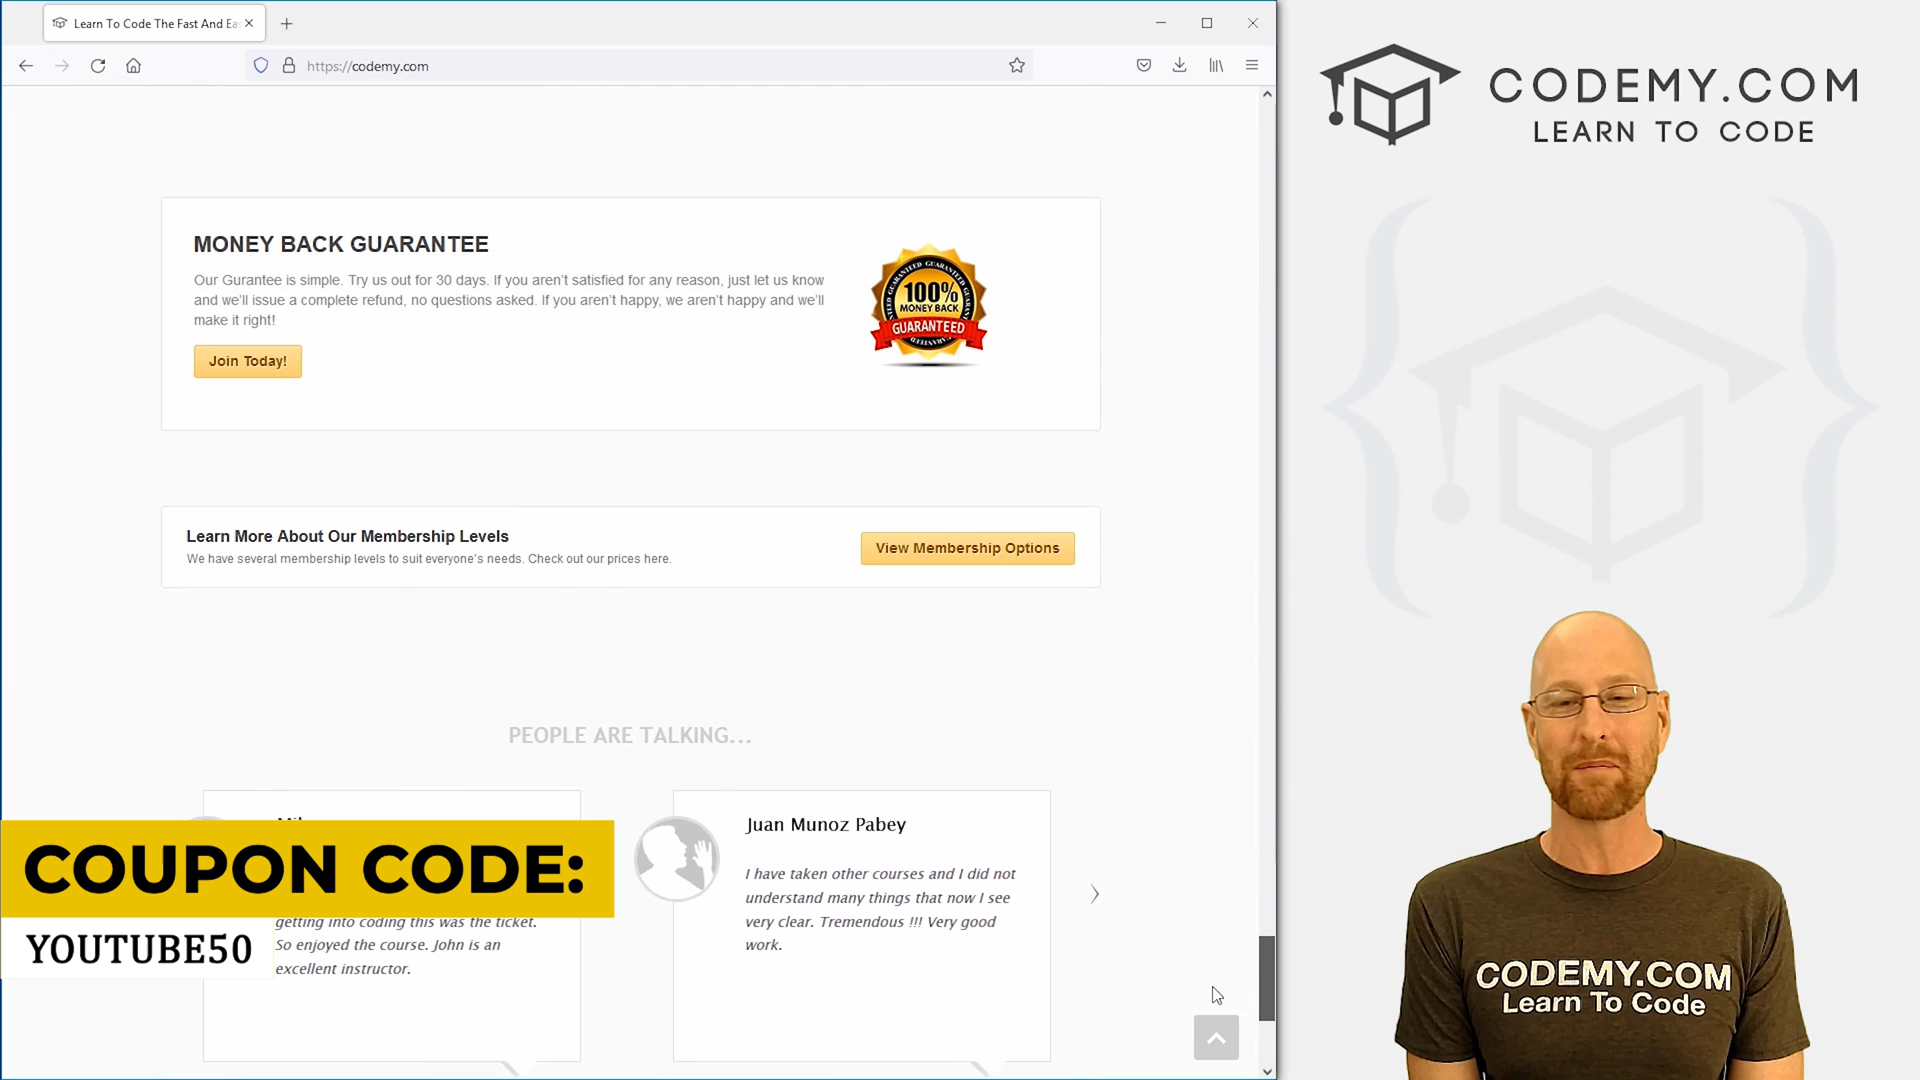 Learn To Code The Fast And Ea
https://codemy.com
CODEMY.COM
LEARN TO CODE
MONEY BACK GUARANTEE
Our Gurantee is simple. Try us out for 30 days. If you aren't satisfied for any reason, just let us know
and we'll issue a complete refund, no questions asked. If you aren't happy, we aren't happy and we'll
make it right!
Join Today!
100%
MONEY BACK
GUARANTEED
Learn More About Our Membership Levels
We have several membership levels to suit everyone's needs. Check out our prices here.
View Membership Options
PEOPLE ARE TALKING...
Juan Munoz Pabey
I have taken other courses and I did not
understand many things that now I see
very clear. Tremendous !!! Very good
work.
COUPON CODE:
YOUTUBE50
getting into coding this was the ticket.
So enjoyed the course. John is an
excellent instructor.
CODEMY.COM
Learn To Code